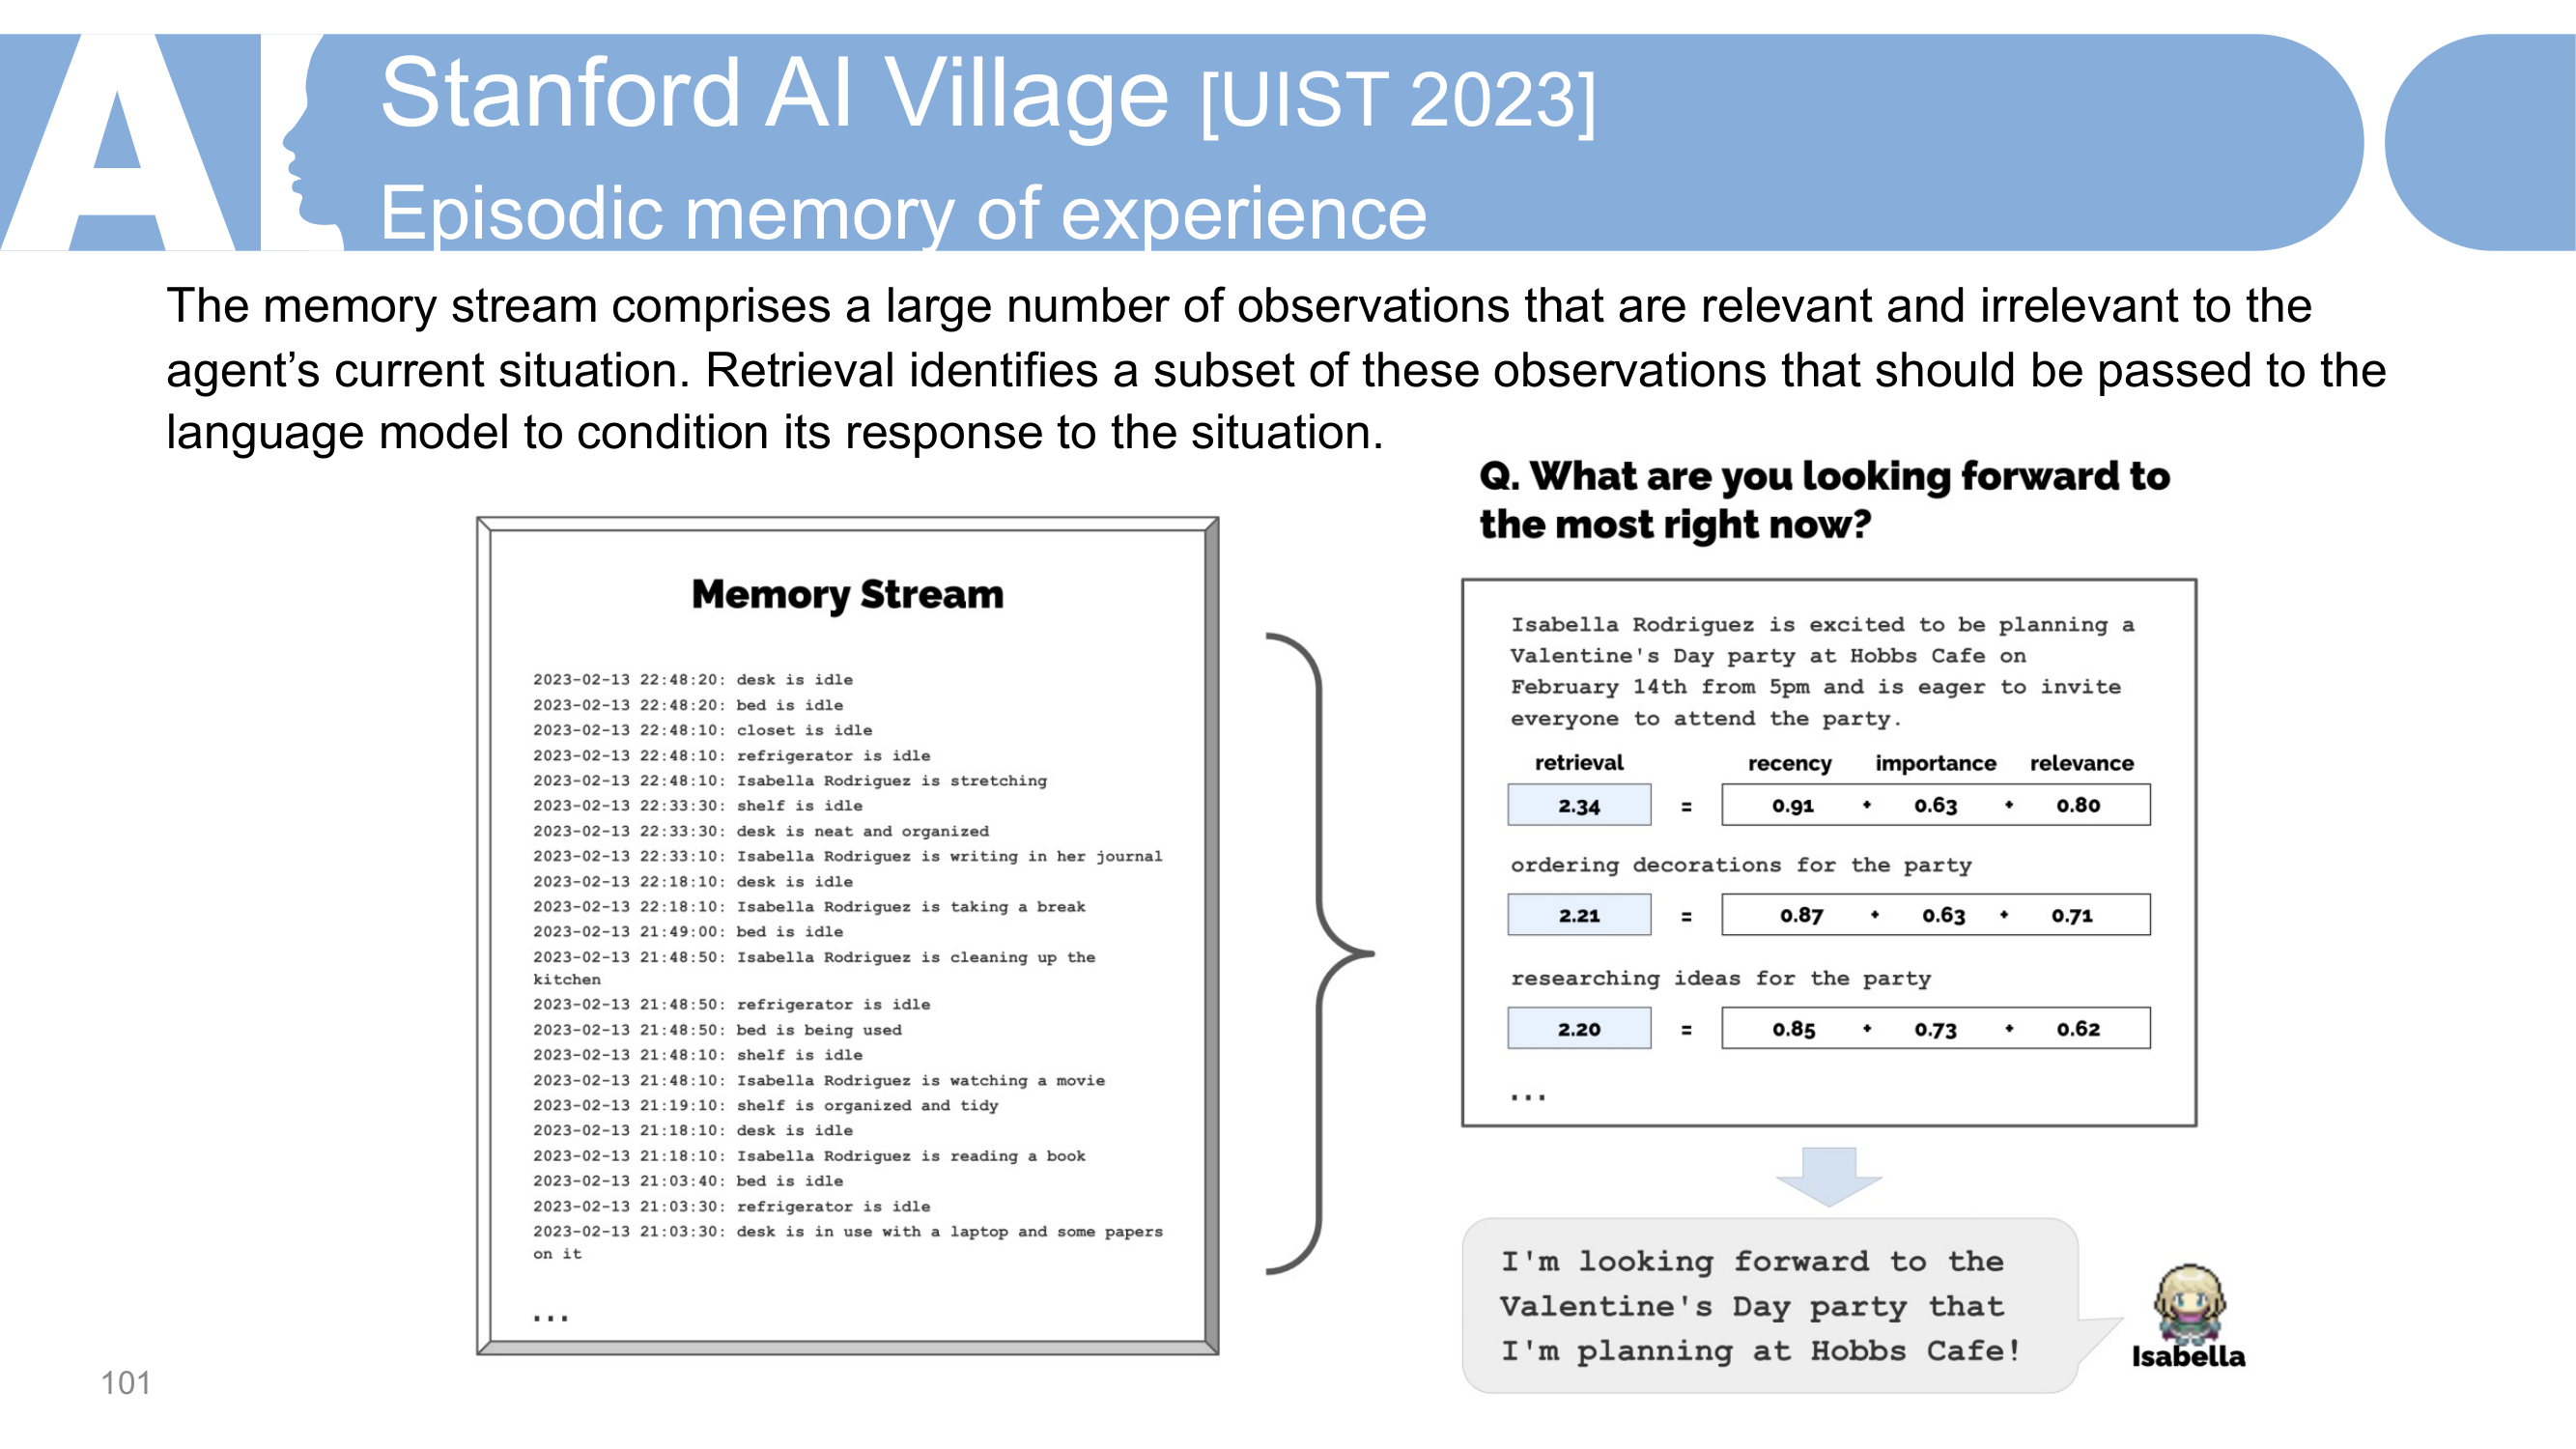 AI
Stanford AI Village [UIST 2023]
Episodic memory of experience
The memory stream comprises a large number of observations that are relevant and irrelevant to the
agent’s current situation. Retrieval identifies a subset of these observations that should be passed to the
language model to condition its response to the situation.
Memory Stream
2023-02-13 22:48:20: desk is idle
2023-02-13 22:48:20: bed is idle
2023-02-13 22:48:10: closet is idle
2023-02-13 22:48:10: refrigerator is idle
2023-02-13 22:48:10: Isabella Rodriguez is stretching
2023-02-13 22:33:30: shelf is idle
2023-02-13 22:33:30: desk is neat and organized
2023-02-13 22:33:10: Isabella Rodriguez is writing in her journal
2023-02-13 22:18:10: desk is idle
2023-02-13 22:18:10: Isabella Rodriguez is taking a break
2023-02-13 21:49:00: bed is idle
2023-02-13 21:48:50: Isabella Rodriguez is cleaning up the
kitchen
2023-02-13 21:48:50: refrigerator is idle
2023-02-13 21:48:50: bed is being used
2023-02-13 21:48:10: shelf is idle
2023-02-13 21:48:10: Isabella Rodriguez is watching a movie
2023-02-13 21:19:10: shelf is organized and tidy
2023-02-13 21:18:10: desk is idle
2023-02-13 21:18:10: Isabella Rodriguez is reading a book
2023-02-13 21:03:40: bed is idle
2023-02-13 21:03:30: refrigerator is idle
2023-02-13 21:03:30: desk is in use with a laptop and some papers
on it
...
Q. What are you looking forward to
the most right now?
Isabella Rodriguez is excited to be planning a
Valentine's Day party at Hobbs Cafe on
February 14th from 5pm and is eager to invite
everyone to attend the party.
retrieval recency importance relevance
2.34 = 0.91 + 0.63 + 0.80
ordering decorations for the party
2.21 = 0.87 + 0.63 + 0.71
researching ideas for the party
2.20 = 0.85 + 0.73 + 0.62
...
I'm looking forward to the
Valentine's Day party that
I'm planning at Hobbs Cafe!
Isabella
101